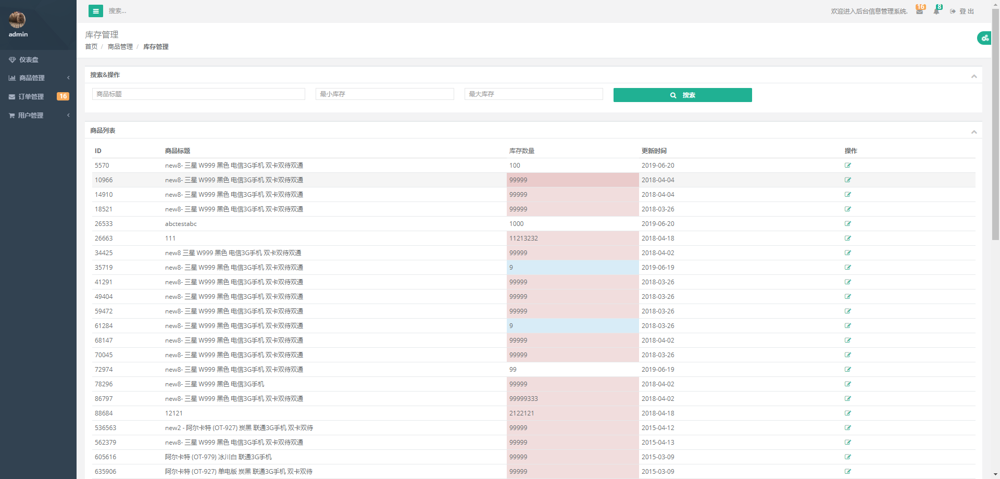 admin
仪表盘
商品管理
订单管理 16
用户管理
搜索...
欢迎进入后台信息管理系统. 16 8 登 出
库存管理
首页 / 商品管理 / 库存管理
搜索&操作
商品标题 最小库存 最大库存 搜索
商品列表
ID 商品标题 库存数量 更新时间 操作
5570 new8- 三星 W999 黑色 电信3G手机 双卡双待双通 100 2019-06-20
10966 new8- 三星 W999 黑色 电信3G手机 双卡双待双通 99999 2018-04-04
14910 new8- 三星 W999 黑色 电信3G手机 双卡双待双通 99999 2018-04-04
18521 new8- 三星 W999 黑色 电信3G手机 双卡双待双通 99999 2018-03-26
26533 abctestabc 1000 2019-06-20
26663 111 11213232 2018-04-18
34425 new8 三星 W999 黑色 电信3G手机 双卡双待双通 99999 2018-04-02
35719 new8- 三星 W999 黑色 电信3G手机 双卡双待双通 9 2019-06-19
41291 new8- 三星 W999 黑色 电信3G手机 双卡双待双通 99999 2018-03-26
49404 new8- 三星 W999 黑色 电信3G手机 双卡双待双通 99999 2018-03-26
59472 new8- 三星 W999 黑色 电信3G手机 双卡双待双通 99999 2018-03-26
61284 new8- 三星 W999 黑色 电信3G手机 双卡双待双通 9 2018-03-26
68147 new8- 三星 W999 黑色 电信3G手机 双卡双待双通 99999 2018-04-02
70045 new8- 三星 W999 黑色 电信3G手机 双卡双待双通 99999 2018-03-26
72974 new8- 三星 W999 黑色 电信3G手机 双卡双待双通 99 2019-06-19
78296 new8- 三星 W999 黑色 电信3G手机 99999 2018-04-02
86797 new8- 三星 W999 黑色 电信3G手机 双卡双待双通 99999333 2018-04-02
88684 12121 2122121 2018-04-18
536563 new2 - 阿尔卡特 (OT-927) 炭黑 联通3G手机 双卡双待 99999 2015-04-12
562379 new8- 三星 W999 黑色 电信3G手机 双卡双待双通 99999 2015-04-13
605616 阿尔卡特 (OT-979) 冰川白 联通3G手机 99999 2015-03-09
635906 阿尔卡特 (OT-927) 单电版 炭黑 联通3G手机 双卡双待 99999 2015-03-09